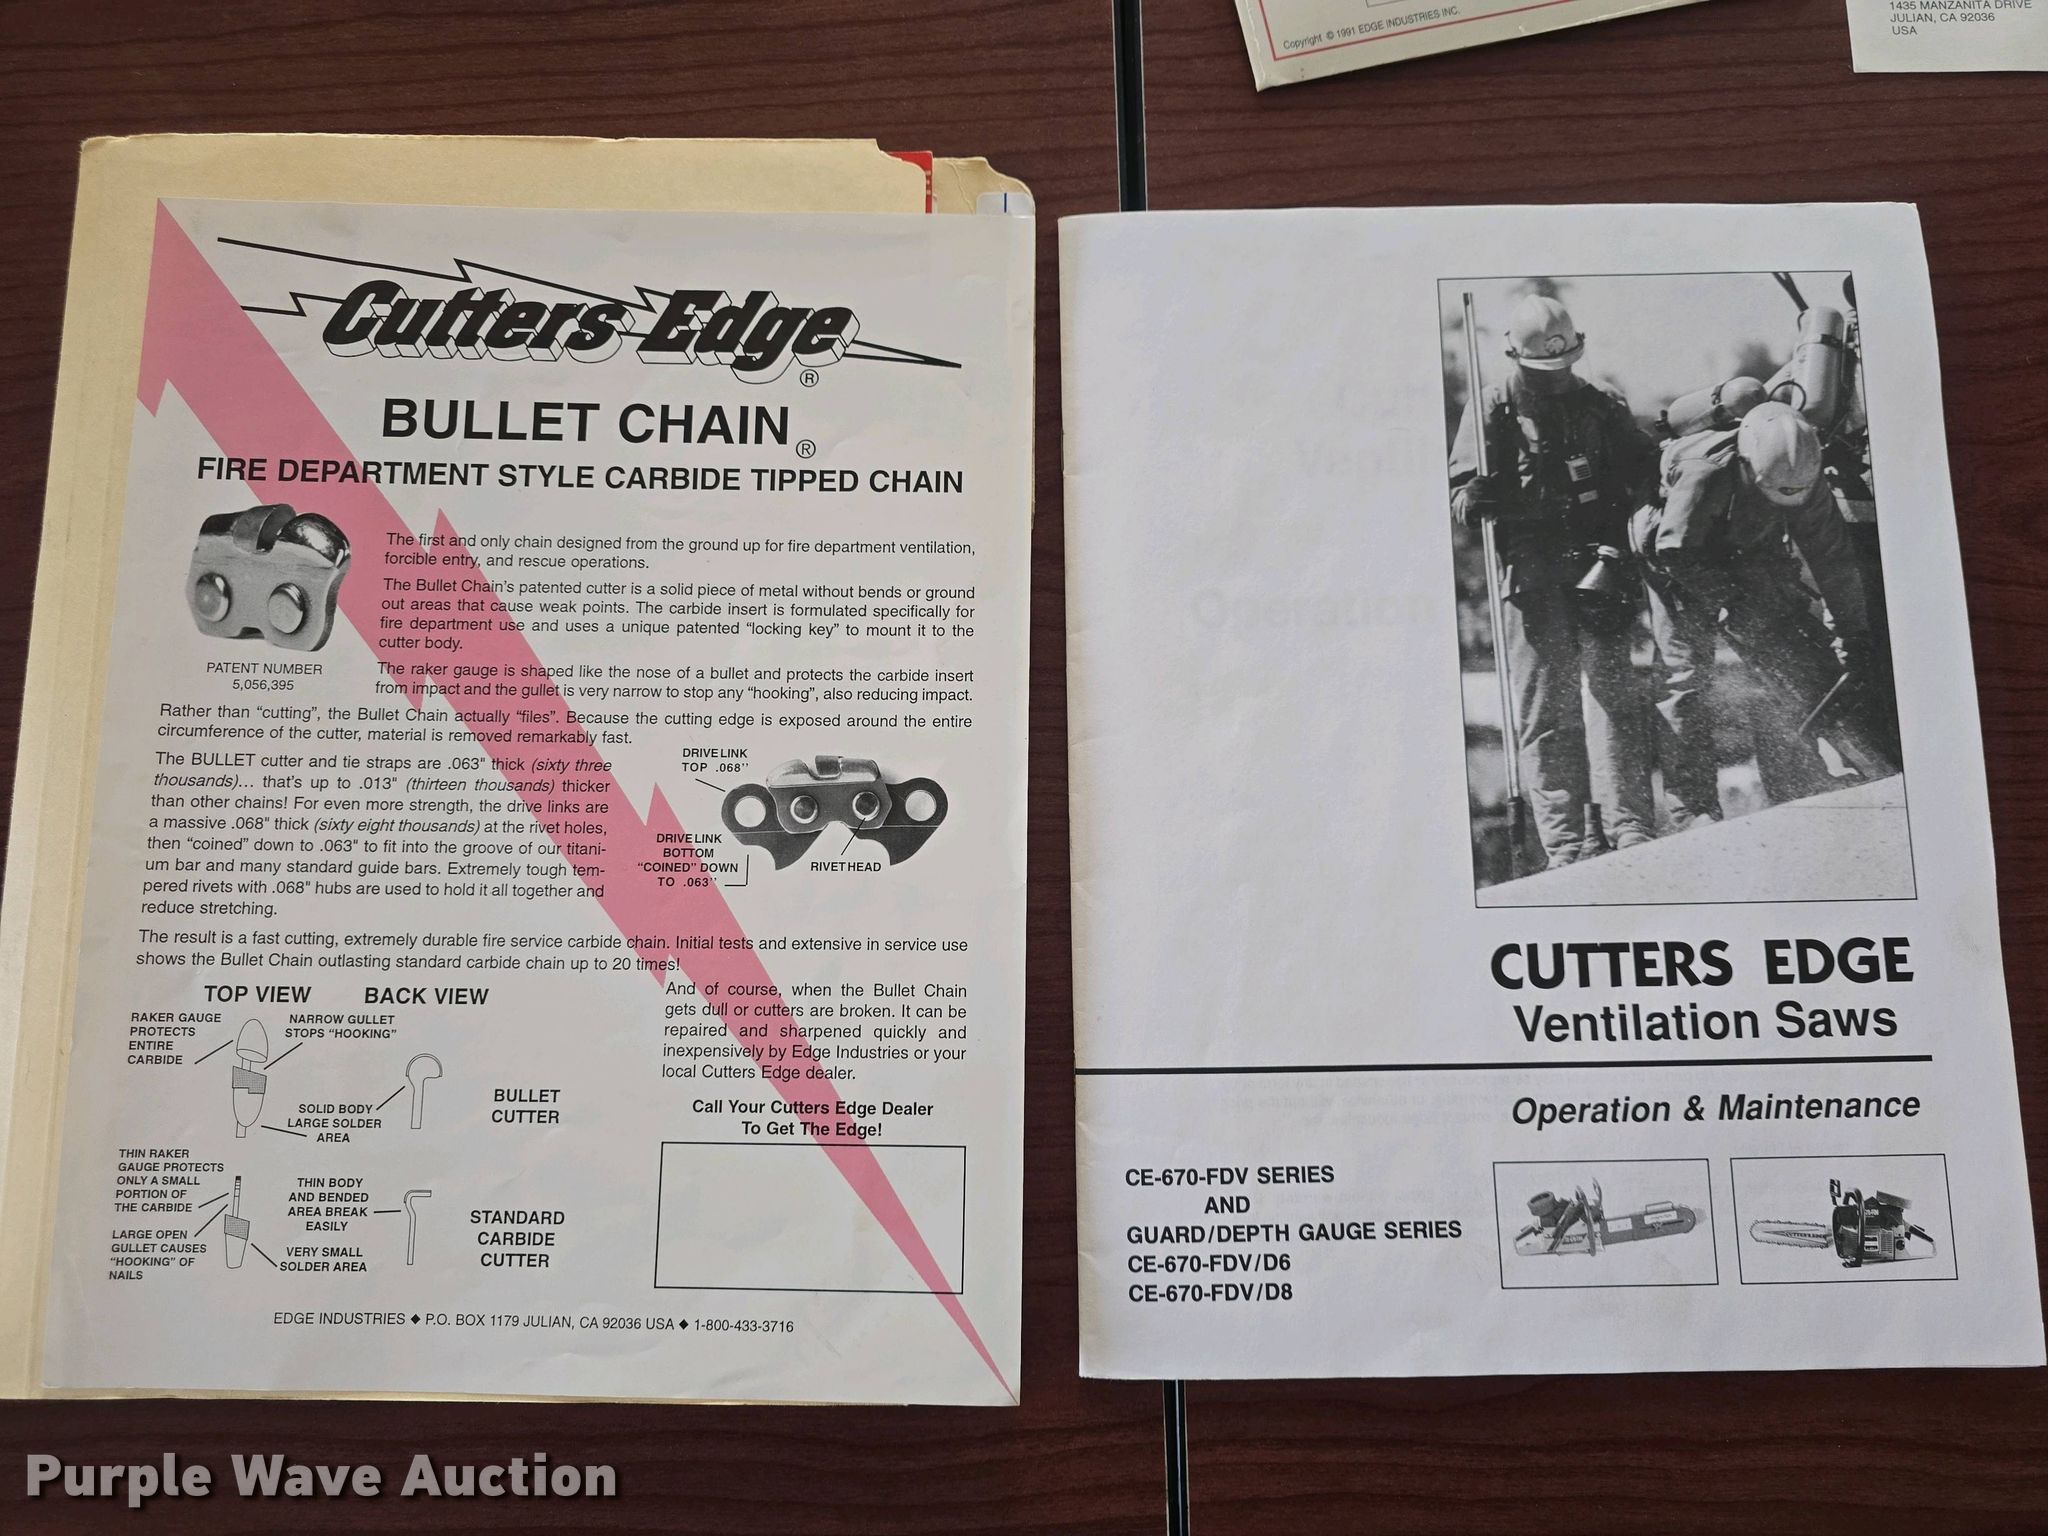 Copyright © 1991 EDGE INDUSTRIES INC.
1435 MANZANITA DRIVE
JULIAN, CA 92036
USA
Cutters Edge
®
BULLET CHAIN®
FIRE DEPARTMENT STYLE CARBIDE TIPPED CHAIN
The first and only chain designed from the ground up for fire department ventilation,
forcible entry, and rescue operations.
The Bullet Chain's patented cutter is a solid piece of metal without bends or ground
out areas that cause weak points. The carbide insert is formulated specifically for
fire department use and uses a unique patented "locking key" to mount it to the
cutter body.
PATENT NUMBER
5,056,395
The raker gauge is shaped like the nose of a bullet and protects the carbide insert
from impact and the gullet is very narrow to stop any "hooking", also reducing impact.
Rather than "cutting", the Bullet Chain actually "files". Because the cutting edge is exposed around the entire
circumference of the cutter, material is removed remarkably fast.
The BULLET cutter and tie straps are .063" thick (sixty three
thousands)... that's up to .013" (thirteen thousands) thicker
than other chains! For even more strength, the drive links are
a massive .068" thick (sixty eight thousands) at the rivet holes,
then "coined" down to .063" to fit into the groove of our titani-
um bar and many standard guide bars. Extremely tough tem-
pered rivets with .068" hubs are used to hold it all together and
reduce stretching.
DRIVE LINK
TOP .068"
DRIVE LINK
BOTTOM
"COINED" DOWN
TO .063"
RIVET HEAD
The result is a fast cutting, extremely durable fire service carbide chain. Initial tests and extensive in service use
shows the Bullet Chain outlasting standard carbide chain up to 20 times!
TOP VIEW
BACK VIEW
RAKER GAUGE
PROTECTS
ENTIRE
CARBIDE
NARROW GULLET
STOPS "HOOKING"
SOLID BODY
LARGE SOLDER
AREA
BULLET
CUTTER
THIN RAKER
GAUGE PROTECTS
ONLY A SMALL
PORTION OF
THE CARBIDE
LARGE OPEN
GULLET CAUSES
"HOOKING" OF
NAILS
THIN BODY
AND BENDED
AREA BREAK
EASILY
VERY SMALL
SOLDER AREA
STANDARD
CARBIDE
CUTTER
And of course, when the Bullet Chain
gets dull or cutters are broken. It can be
repaired and sharpened quickly and
inexpensively by Edge Industries or your
local Cutters Edge dealer.
Call Your Cutters Edge Dealer
To Get The Edge!
EDGE INDUSTRIES ◆ P.O. BOX 1179 JULIAN, CA 92036 USA ◆ 1-800-433-3716
CUTTERS EDGE
Ventilation Saws
Operation & Maintenance
CE-670-FDV SERIES
AND
GUARD/DEPTH GAUGE SERIES
CE-670-FDV/D6
CE-670-FDV/D8
Purple Wave Auction